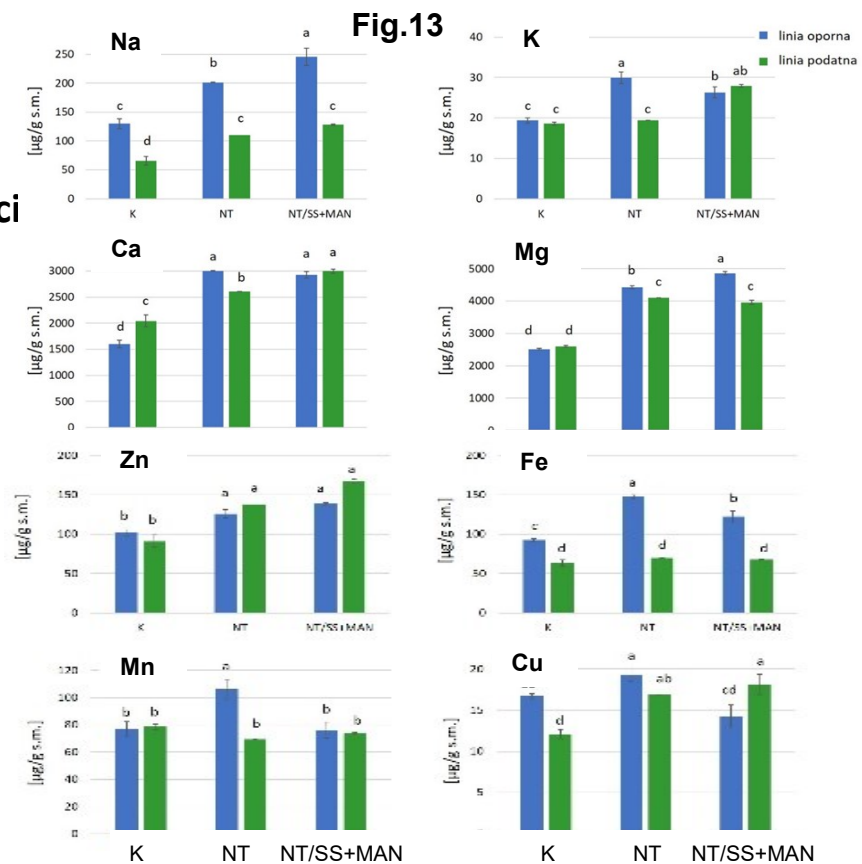 Fig.13
linia oporna
linia podatna
Na
[µg/g s.m.]
250
200
150
100
50
0
c
d
b
c
a
c
K
NT
NT/SS+MAN
K
[µg/g s.m.]
40
30
20
10
0
c
c
a
c
b
ab
K
NT
NT/SS+MAN
ci
Ca
[µg/g s.m.]
3000
2500
2000
1500
1000
500
0
d
c
a
b
a
a
Mg
[µg/g s.m.]
5000
4000
3000
2000
1000
d
d
b
c
a
c
Zn
[µg/g s.m.]
200
150
100
50
0
b
b
a
a
a
a
K
NT
NT/SS+MAN
Fe
[µg/g s.m.]
200
150
100
50
0
c
d
a
d
b
d
K
NT
NT/SS+MAN
Mn
[µg/g s.m.]
120
100
80
60
40
20
0
b
b
a
b
b
b
K
NT
NT/SS+MAN
Cu
[µg/g s.m.]
20
15
10
5
d
a
ab
cd
a
K
NT
NT/SS+MAN